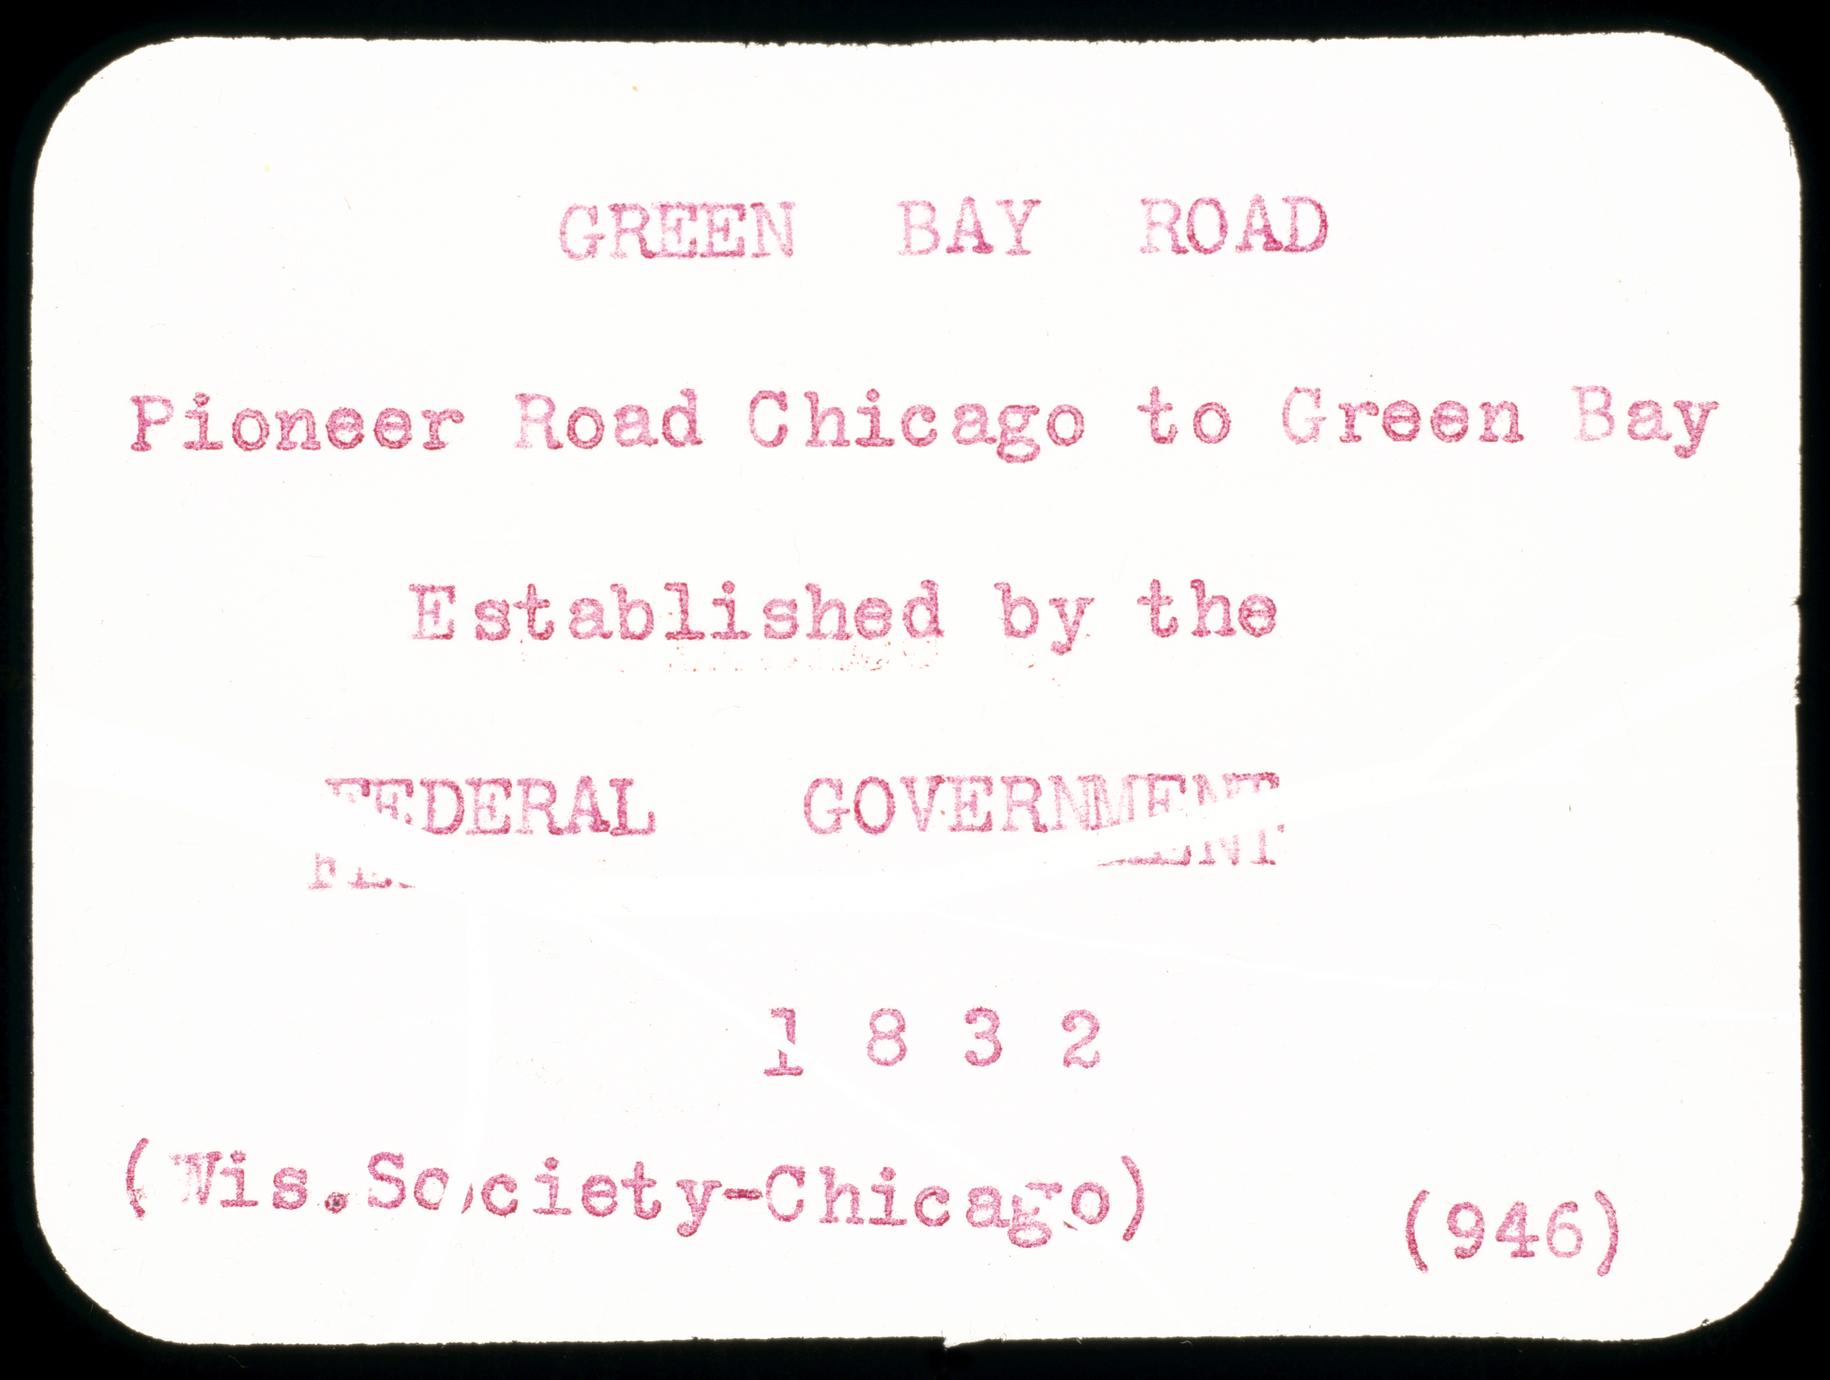 GREEN BAY ROAD
Pioneer Road Chicago to Green Bay
Established by the
FEDERAL GOVERNMENT
1 8 3 2
(Wis.Society-Chicago)
(946)